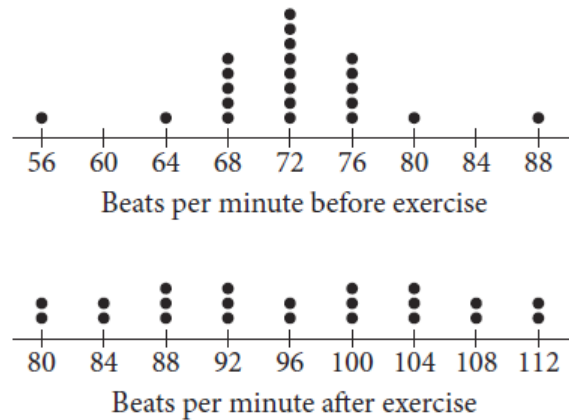 56 60 64 68 72 76 80 84 88
Beats per minute before exercise
80 84 88 92 96 100 104 108 112
Beats per minute after exercise